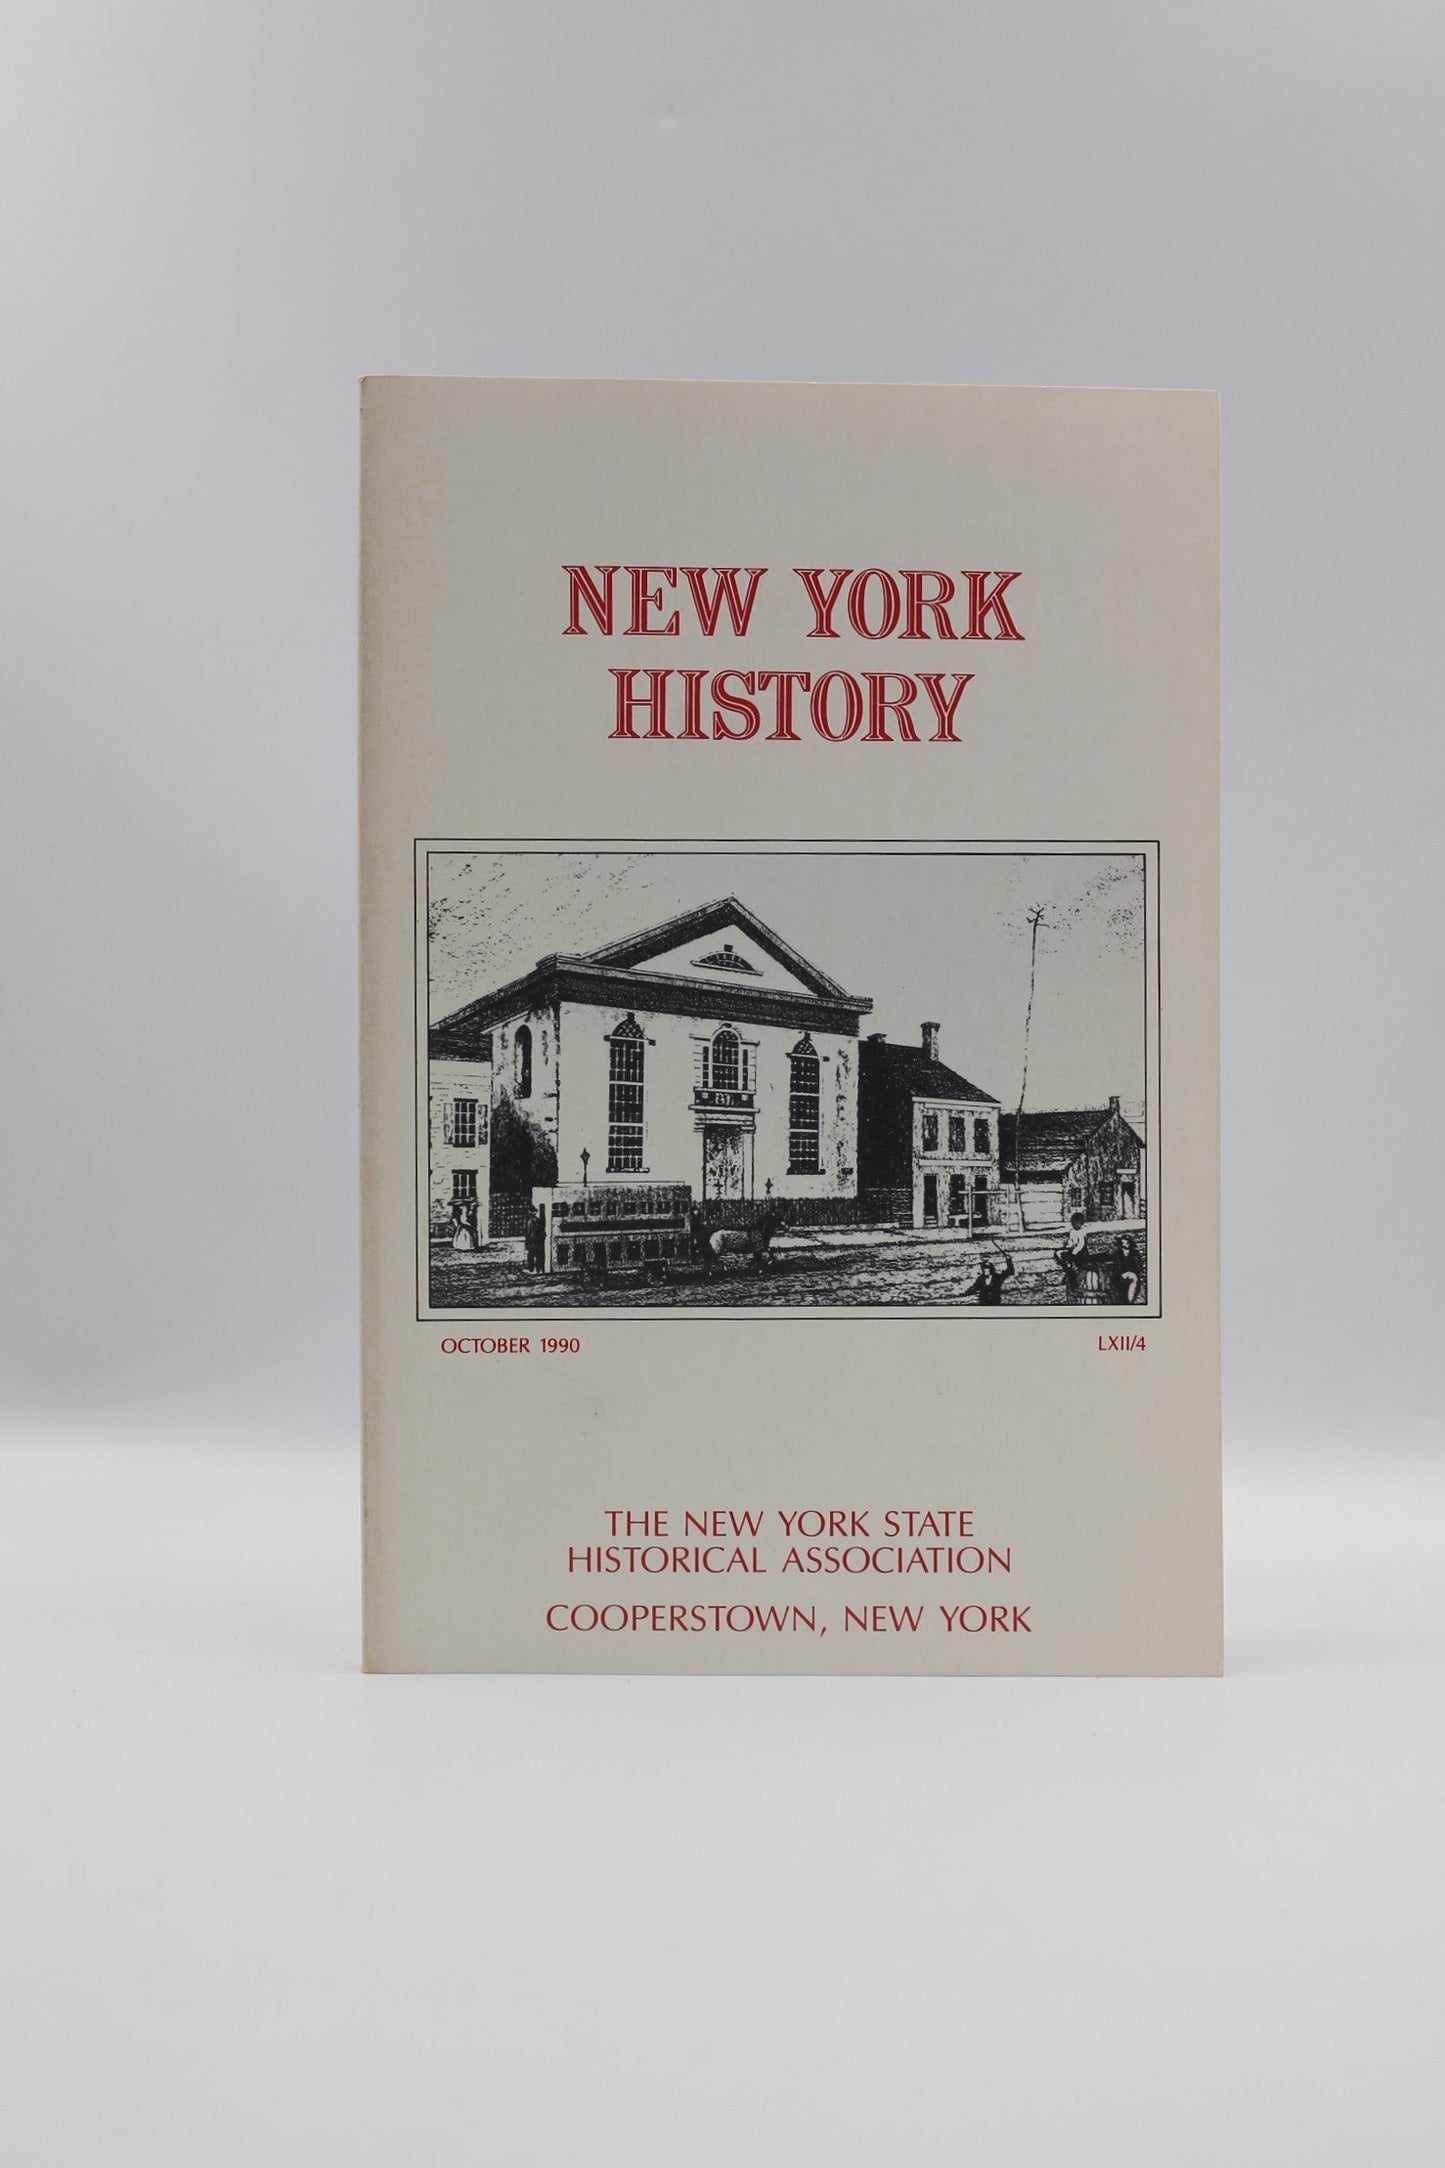 NEW YORK
HISTORY
OCTOBER 1990
LXII/4
THE NEW YORK STATE
HISTORICAL ASSOCIATION
COOPERSTOWN, NEW YORK